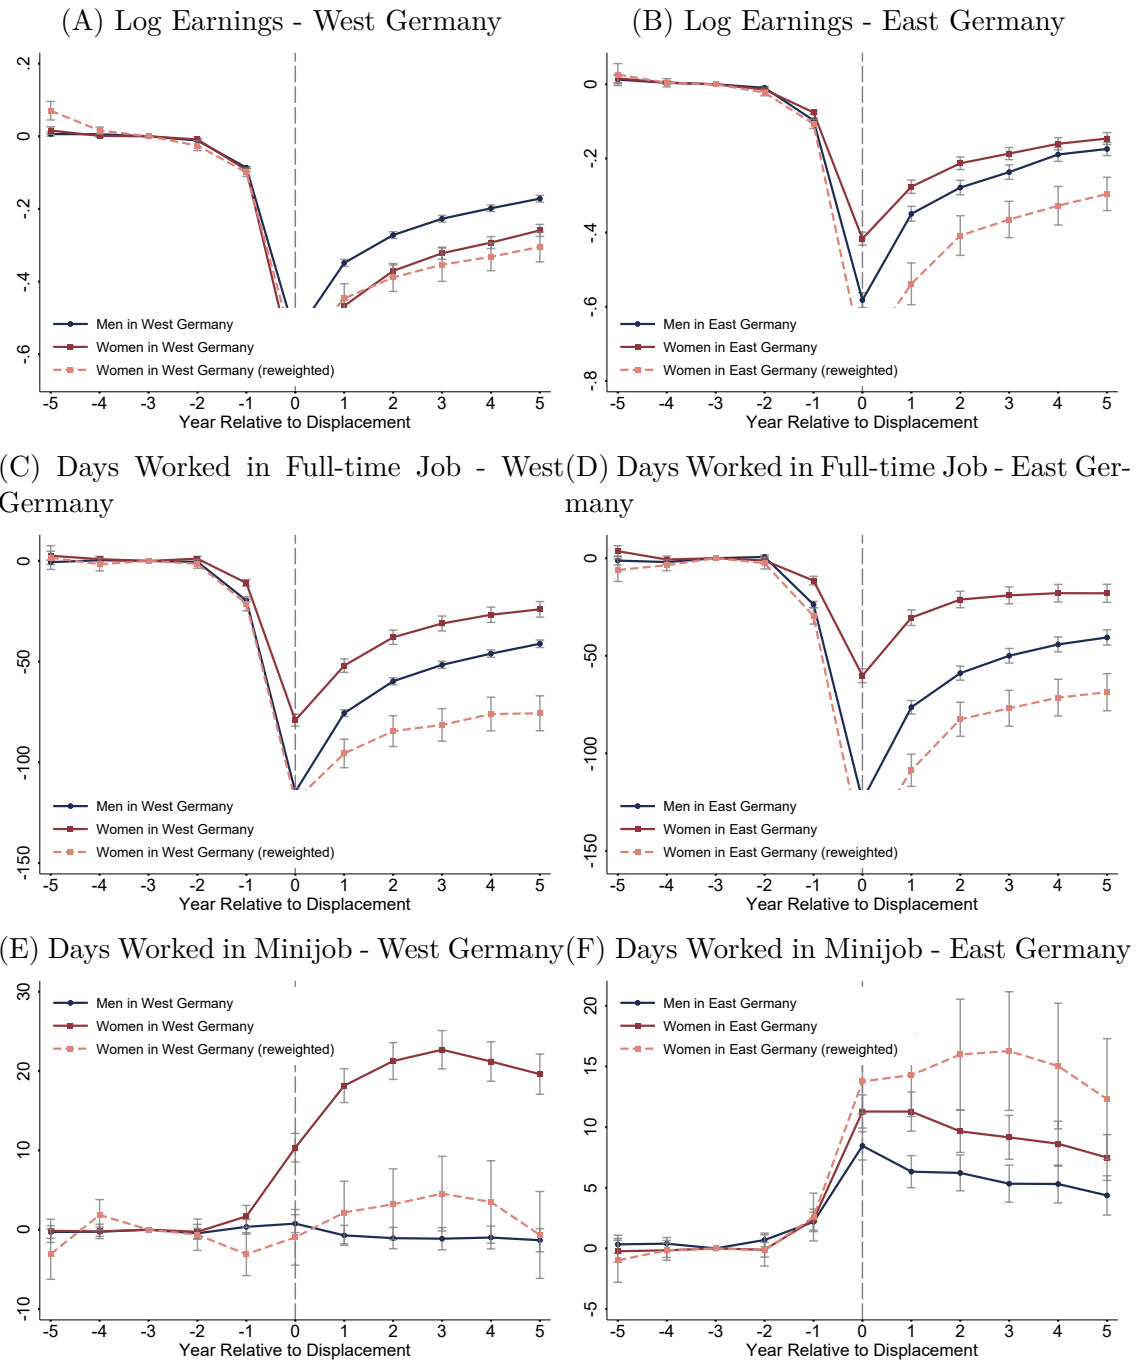 (A) Log Earnings - West Germany
.2
0
-.2
-.4
-.6
Men in West Germany
Women in West Germany
Women in West Germany (reweighted)
-5 -4 -3 -2 -1 0 1 2 3 4 5
Year Relative to Displacement
(B) Log Earnings - East Germany
0
-.2
-.4
-.6
-.8
Men in East Germany
Women in East Germany
Women in East Germany (reweighted)
-5 -4 -3 -2 -1 0 1 2 3 4 5
Year Relative to Displacement
(C) Days Worked in Full-time Job - West
Germany
0
-50
-100
-150
Men in West Germany
Women in West Germany
Women in West Germany (reweighted)
-5 -4 -3 -2 -1 0 1 2 3 4 5
Year Relative to Displacement
(D) Days Worked in Full-time Job - East Ger-
many
0
-50
-100
-150
Men in East Germany
Women in East Germany
Women in East Germany (reweighted)
-5 -4 -3 -2 -1 0 1 2 3 4 5
Year Relative to Displacement
(E) Days Worked in Minijob - West Germany
30
20
10
0
-10
Men in West Germany
Women in West Germany
Women in West Germany (reweighted)
-5 -4 -3 -2 -1 0 1 2 3 4 5
Year Relative to Displacement
(F) Days Worked in Minijob - East Germany
20
15
10
5
0
-5
Men in East Germany
Women in East Germany
Women in East Germany (reweighted)
-5 -4 -3 -2 -1 0 1 2 3 4 5
Year Relative to Displacement